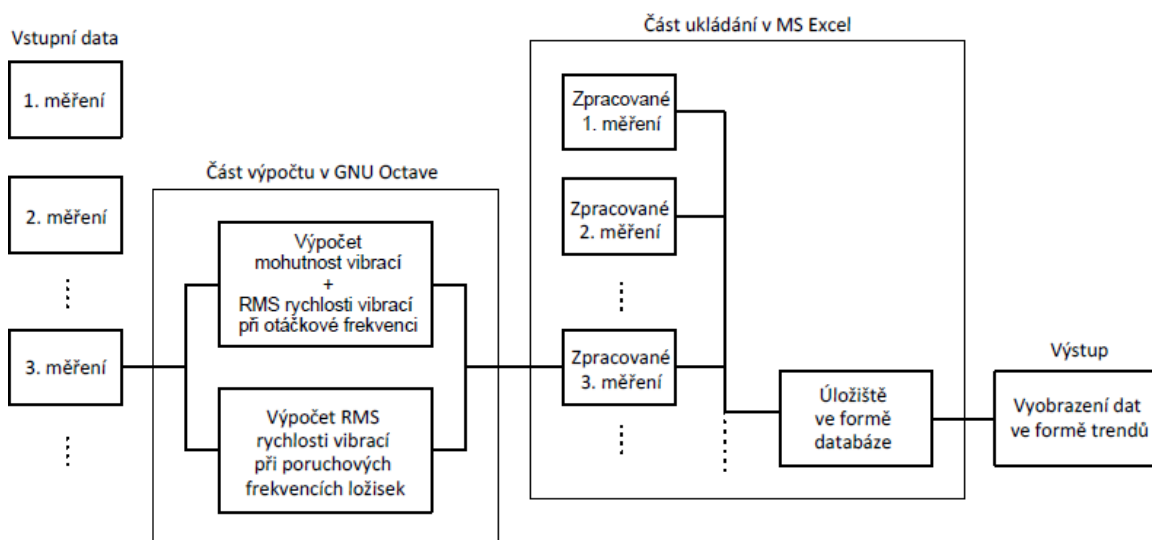 Vstupní data
1. měření
2. měření
3. měření
Část výpočtu v GNU Octave
Výpočet
mohutnost vibrací
+
RMS rychlosti vibrací
při otáčkové frekvenci
Výpočet RMS
rychlosti vibrací
při poruchových
frekvencích ložisek
Část ukládání v MS Excel
Zpracované
1. měření
Zpracované
2. měření
Zpracované
3. měření
Úložiště
ve formě
databáze
Výstup
Vyobrazení dat
ve formě trendů